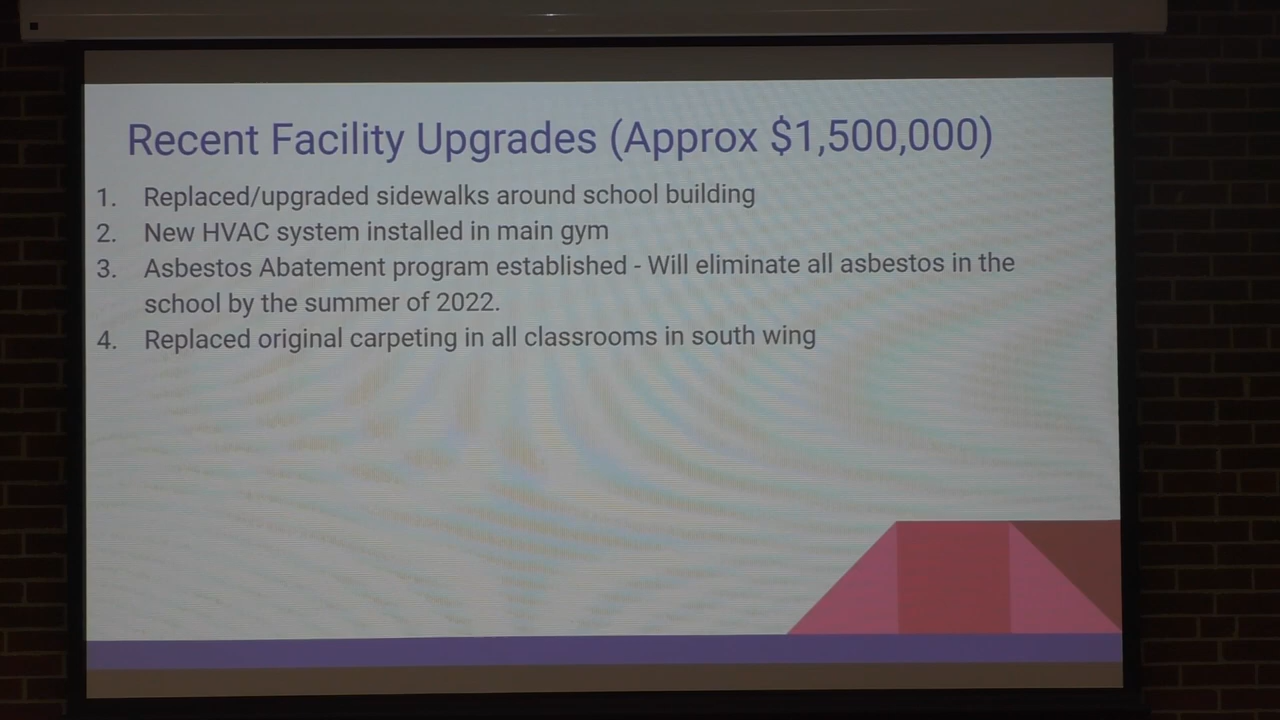 Recent Facility Upgrades (Approx $1,500,000)
1. Replaced/upgraded sidewalks around school building
2. New HVAC system installed in main gym
3. Asbestos Abatement program established - Will eliminate all asbestos in the
school by the summer of 2022.
4. Replaced original carpeting in all classrooms in south wing